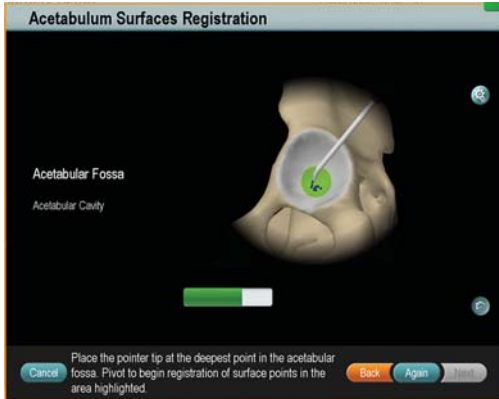 Acetabulum Surfaces Registration
Acetabular Fossa
Acetabular Cavity
Place the pointer tip at the deepest point in the acetabular
fossa. Pivot to begin registration of surface points in the
area highlighted.
Cancel
Back
Again
Next